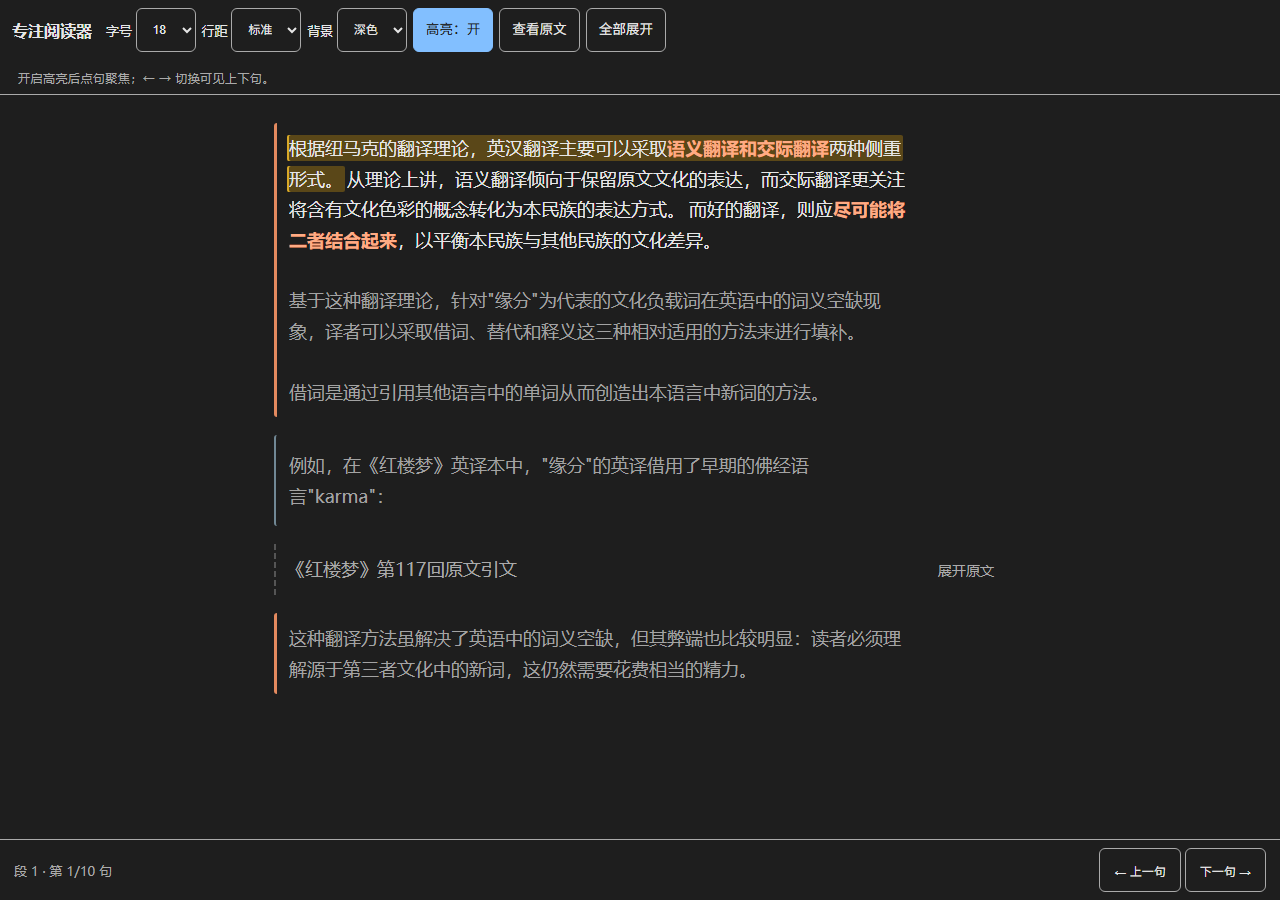 专注阅读器 字号 18 行距 标准 背景 深色 高亮：开 查看原文 全部展开
开启高亮后点句聚焦；← → 切换可见上下句。
根据纽马克的翻译理论，英汉翻译主要可以采取语义翻译和交际翻译两种侧重
形式。 从理论上讲，语义翻译倾向于保留原文文化的表达，而交际翻译更关注
将含有文化色彩的概念转化为本民族的表达方式。 而好的翻译，则应尽可能将
二者结合起来，以平衡本民族与其他民族的文化差异。
基于这种翻译理论，针对"缘分"为代表的文化负载词在英语中的词义空缺现
象，译者可以采取借词、替代和释义这三种相对适用的方法来进行填补。
借词是通过引用其他语言中的单词从而创造出本语言中新词的方法。
例如，在《红楼梦》英译本中，"缘分"的英译借用了早期的佛经语
言"karma"：
《红楼梦》第117回原文引文 展开原文
这种翻译方法虽解决了英语中的词义空缺，但其弊端也比较明显：读者必须理
解源于第三者文化中的新词，这仍然需要花费相当的精力。
段 1 · 第 1/10 句 ← 上一句 下一句 →